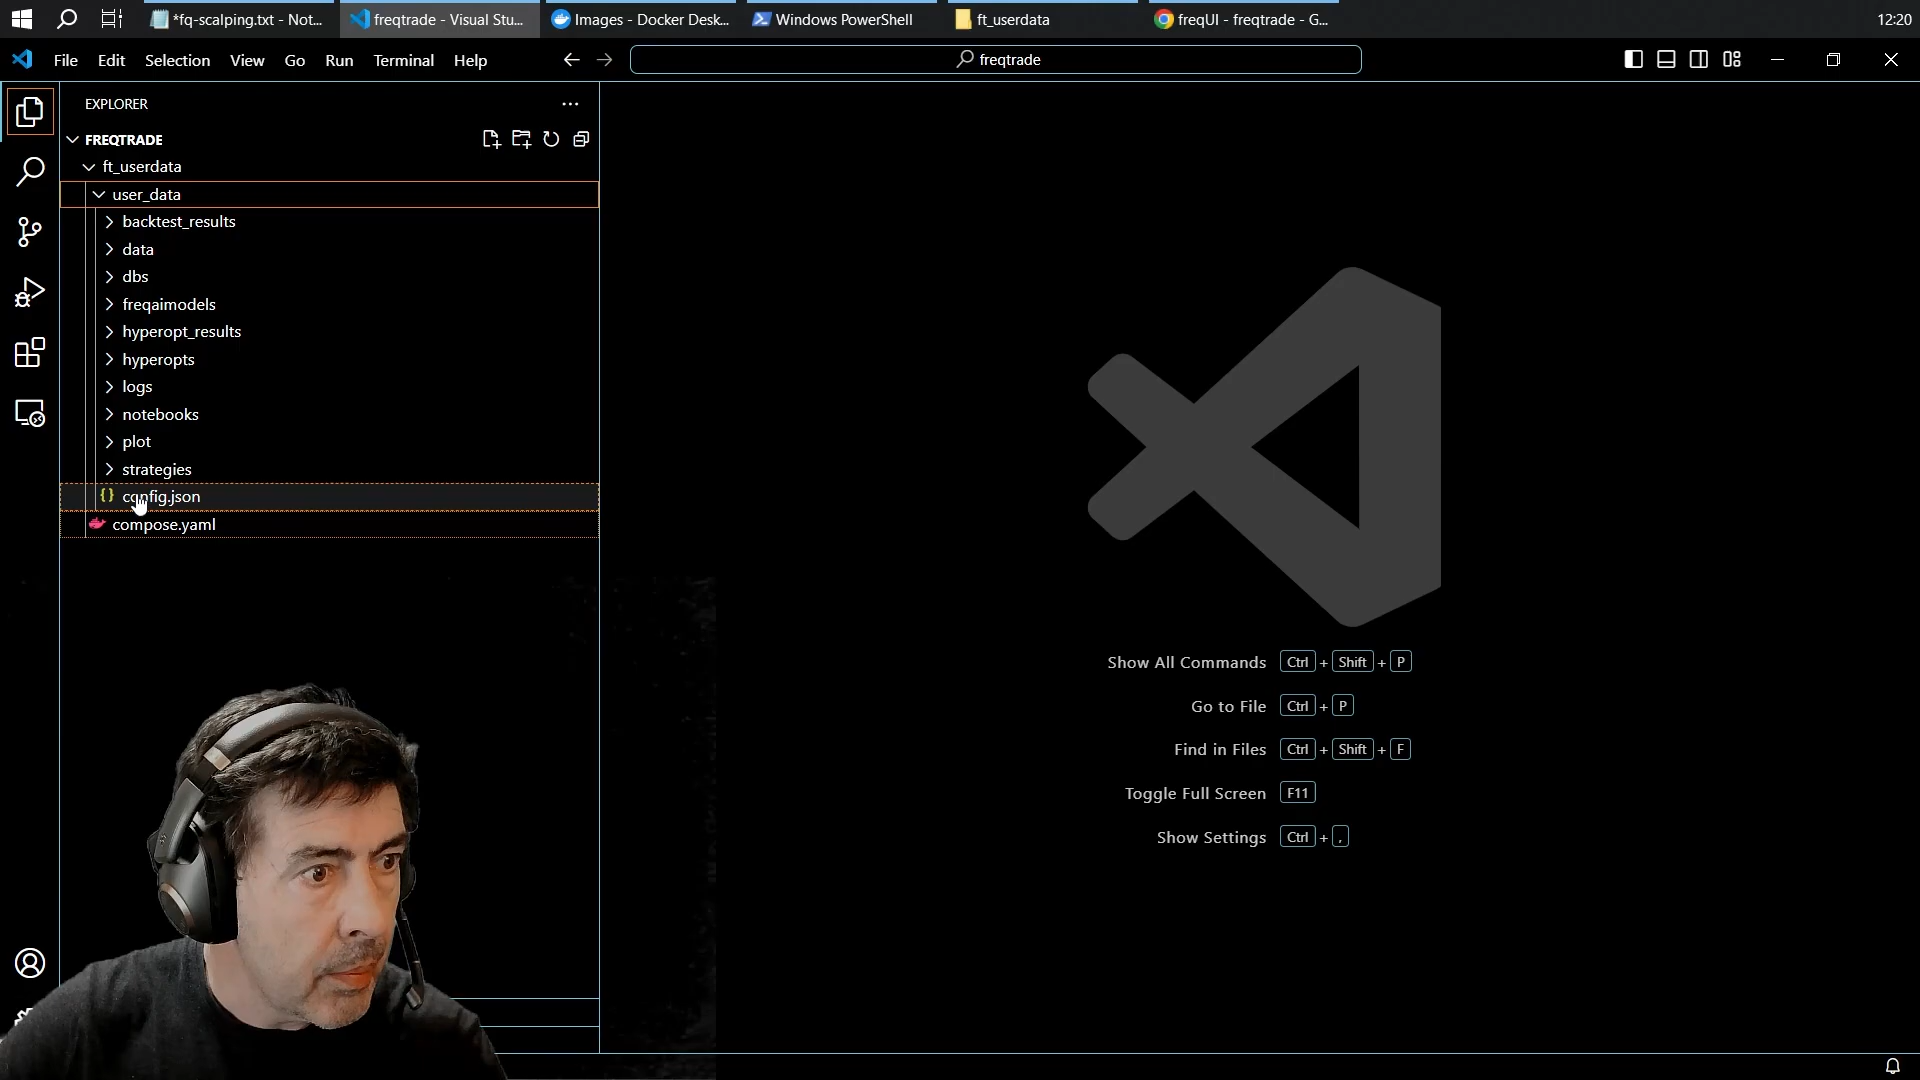 *fq-scalping.txt - Not...
freqtrade - Visual Stu...
Images - Docker Desk...
Windows PowerShell
ft_userdata
freqUI - freqtrade - G...
12:20
File Edit Selection View Go Run Terminal Help
freqtrade
EXPLORER
FREQTRADE
ft_userdata
user_data
backtest_results
data
dbs
freqaimodels
hyperopt_results
hyperopts
logs
notebooks
plot
strategies
{} config.json
compose.yaml
Show All Commands Ctrl + Shift + P
Go to File Ctrl + P
Find in Files Ctrl + Shift + F
Toggle Full Screen F11
Show Settings Ctrl + ,